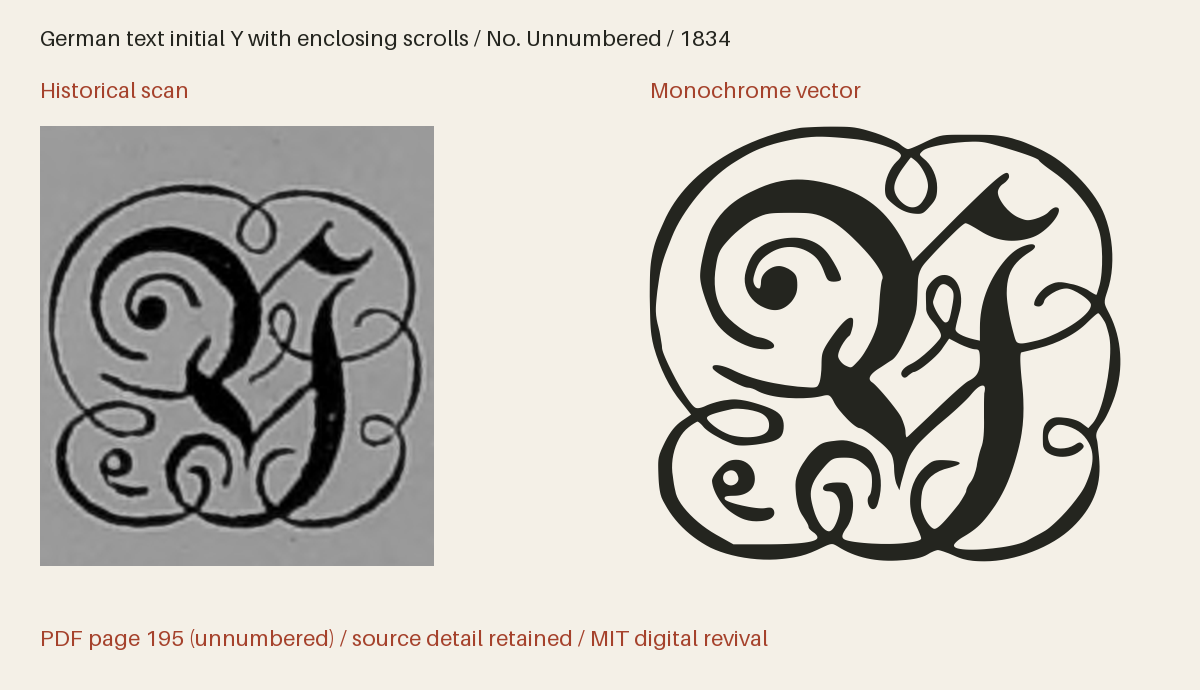 German text initial Y with enclosing scrolls / No. Unnumbered / 1834
Historical scan
Monochrome vector
PDF page 195 (unnumbered) / source detail retained / MIT digital revival